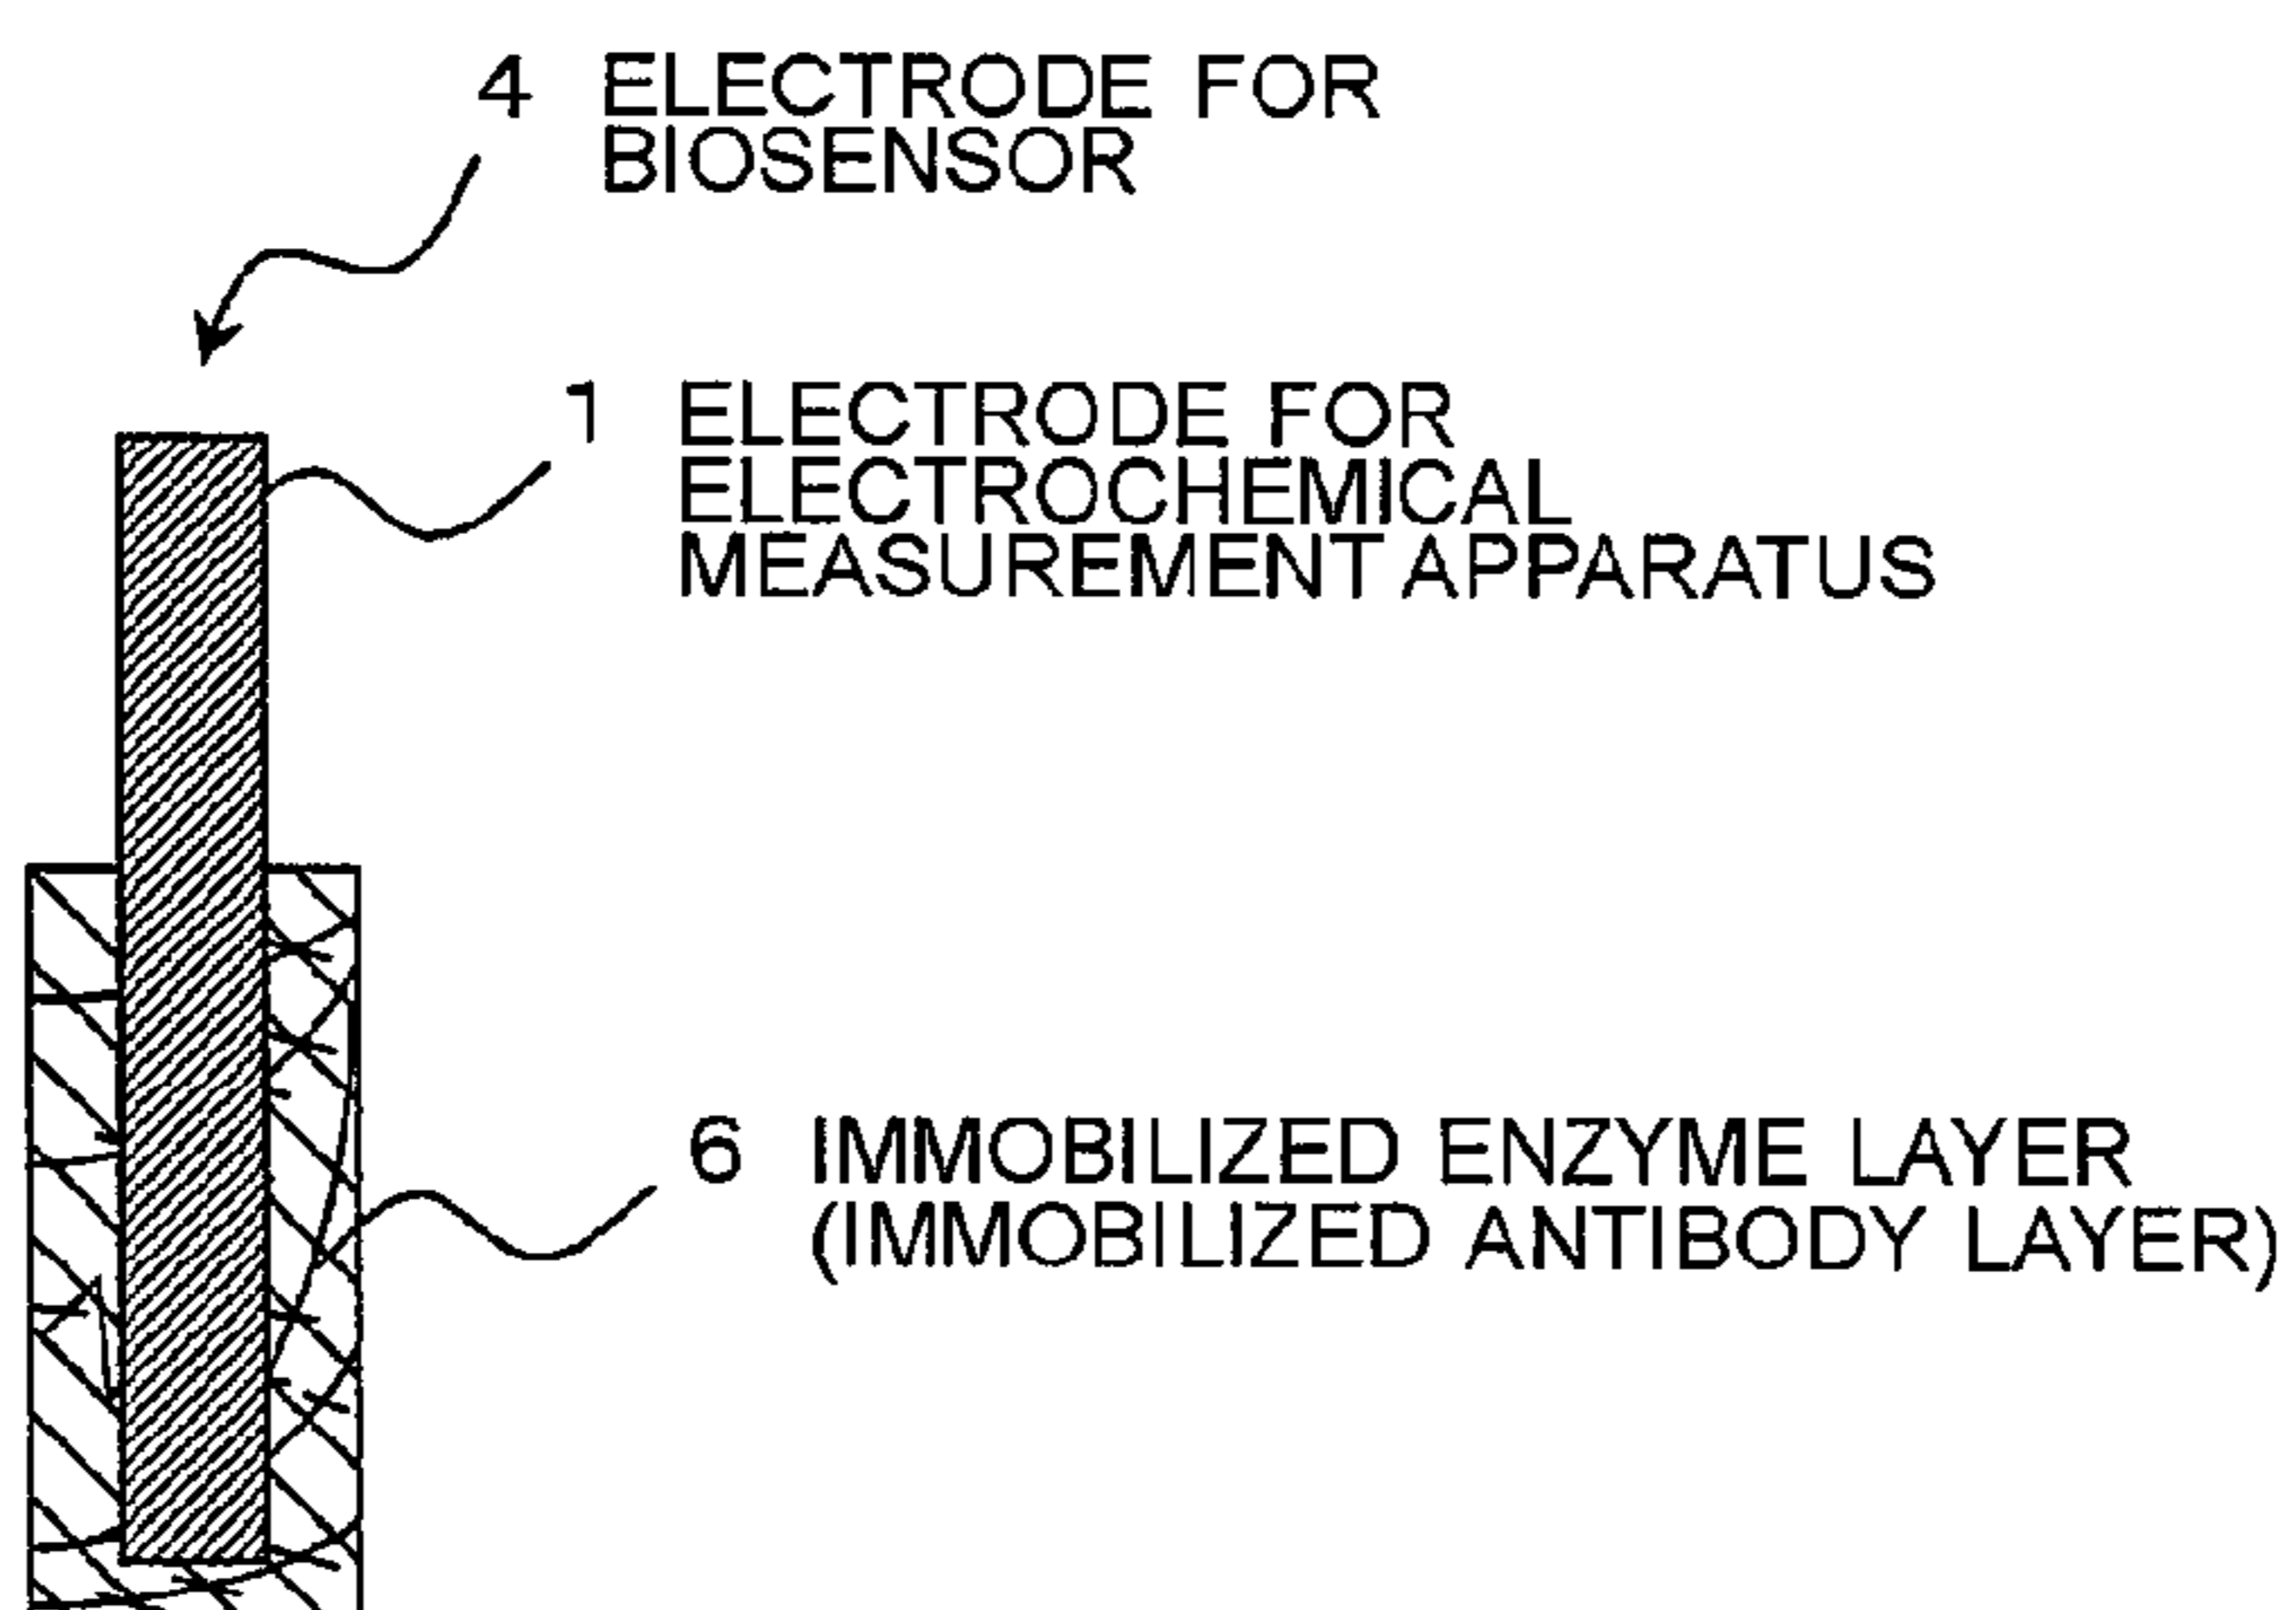 4 ELECTRODE FOR
BIOSENSOR
1 ELECTRODE FOR
ELECTROCHEMICAL
MEASUREMENT APPARATUS
6 IMMOBILIZED ENZYME LAYER
(IMMOBILIZED ANTIBODY LAYER)